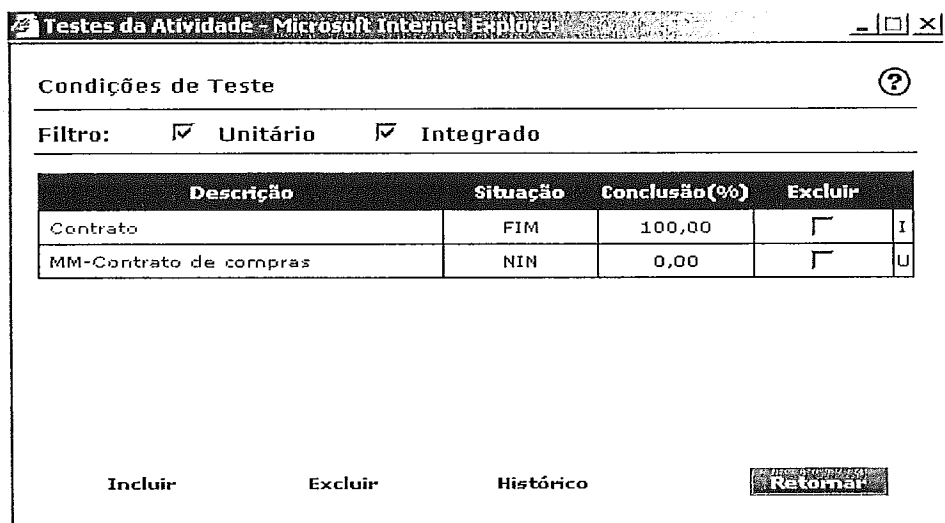 Testes da Atividade - Microsoft Internet Explorer
Condições de Teste
Filtro: Unitário Integrado
Descrição Situação Conclusão(%) Excluir
Contrato FIM 100,00 I
MM-Contrato de compras NIN 0,00 U
Incluir Excluir Histórico Retornar